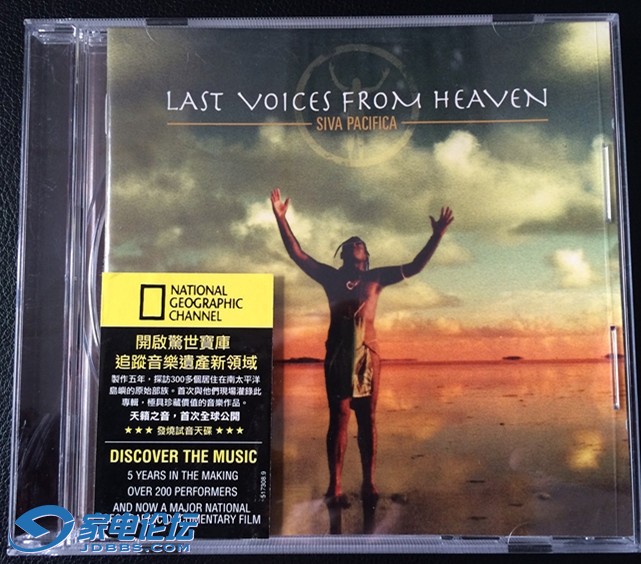 LAST VOICES FROM HEAVEN
SIVA PACIFICA
NATIONAL
GEOGRAPHIC
CHANNEL
開啟驚世寶庫
追蹤音樂遺產新領域
製作五年，探訪300多個居住在南太平洋
島嶼的原始部族。首次與他們現場灌錄此
專輯，極具珍藏價值的音樂作品。
天籟之音，首次全球公開
★★★ 發燒試音天碟 ★★★
DISCOVER THE MUSIC
5 YEARS IN THE MAKING
OVER 200 PERFORMERS
AND NOW A MAJOR NATIONAL
DOCUMENTARY FILM
517308.9
家电论坛
JDBBS.COM